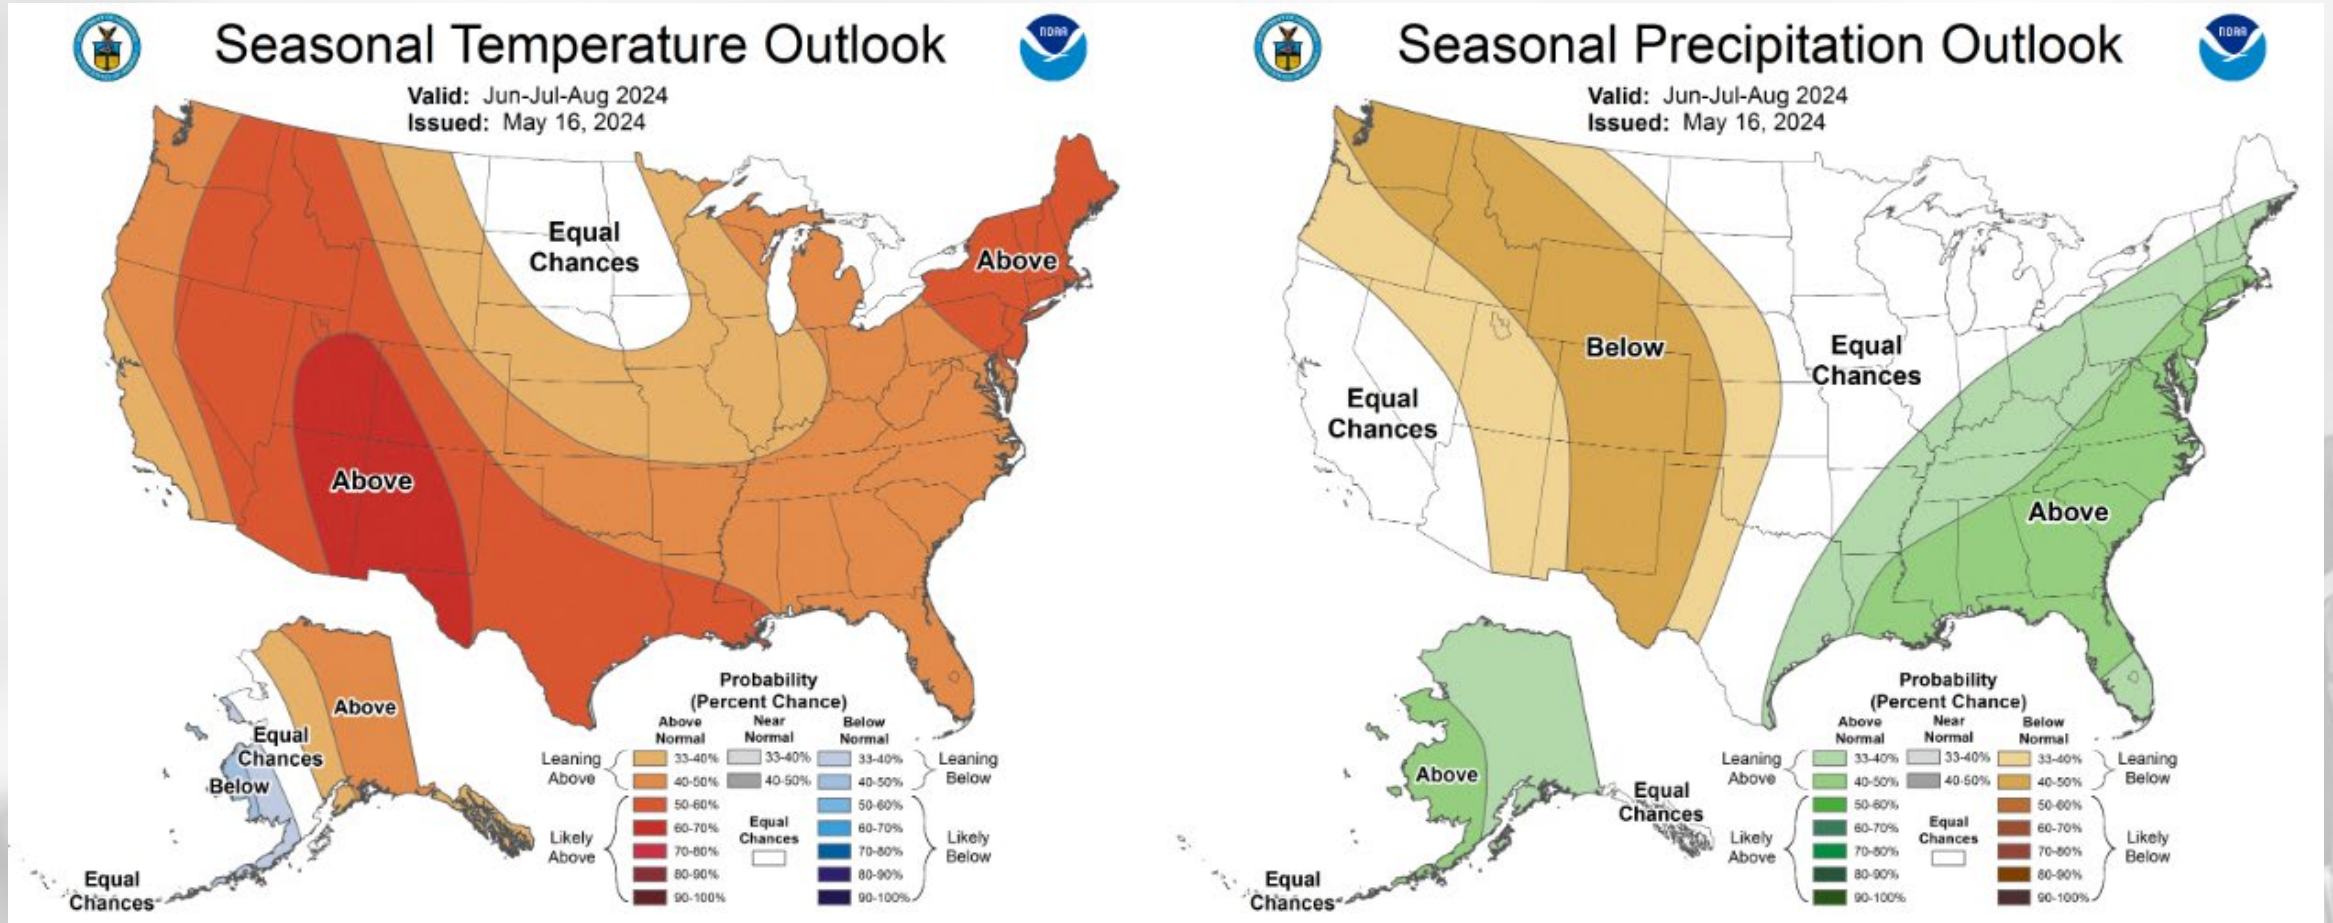 Seasonal Temperature Outlook
NOAA
Valid: Jun-Jul-Aug 2024
Issued: May 16, 2024
Equal
Chances
Above
Above
Above
Equal
Chances
Below
Equal
Chances
Probability
(Percent Chance)
Above
Normal
Near
Normal
Below
Normal
Leaning
Above
33-40%
33-40%
33-40%
Leaning
Below
40-50%
40-50%
40-50%
Likely
Above
50-60%
60-70%
70-80%
80-90%
90-100%
Equal
Chances
50-60%
60-70%
70-80%
80-90%
90-100%
Likely
Below
Seasonal Precipitation Outlook
NOAA
Valid: Jun-Jul-Aug 2024
Issued: May 16, 2024
Below
Equal
Chances
Equal
Chances
Above
Above
Equal
Chances
Equal
Chances
Probability
(Percent Chance)
Above
Normal
Near
Normal
Below
Normal
Leaning
Above
33-40%
33-40%
33-40%
Leaning
Below
40-50%
40-50%
40-50%
Likely
Above
50-60%
60-70%
70-80%
80-90%
90-100%
Equal
Chances
50-60%
60-70%
70-80%
80-90%
90-100%
Likely
Below